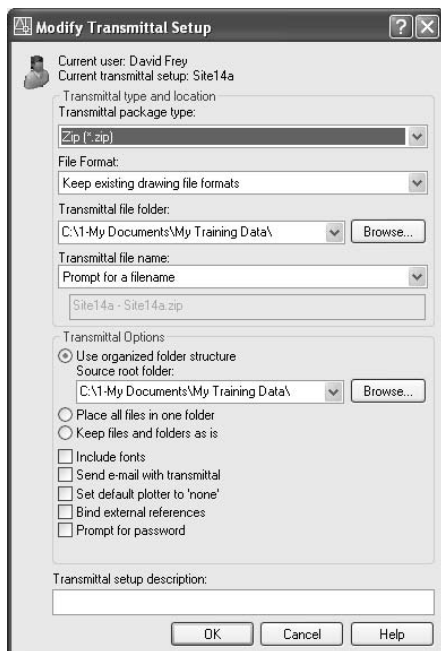 Modify Transmittal Setup
Current user: David Frey
Current transmittal setup: Site14a
Transmittal type and location
Transmittal package type:
Zip (*.zip)
File Format:
Keep existing drawing file formats
Transmittal file folder:
C:\1-My Documents\My Training Data\
Browse...
Transmittal file name:
Prompt for a filename
Site14a - Site14a.zip
Transmittal Options
Use organized folder structure
Source root folder:
C:\1-My Documents\My Training Data\
Browse...
Place all files in one folder
Keep files and folders as is
Include fonts
Send e-mail with transmittal
Set default plotter to 'none'
Bind external references
Prompt for password
Transmittal setup description:
OK
Cancel
Help